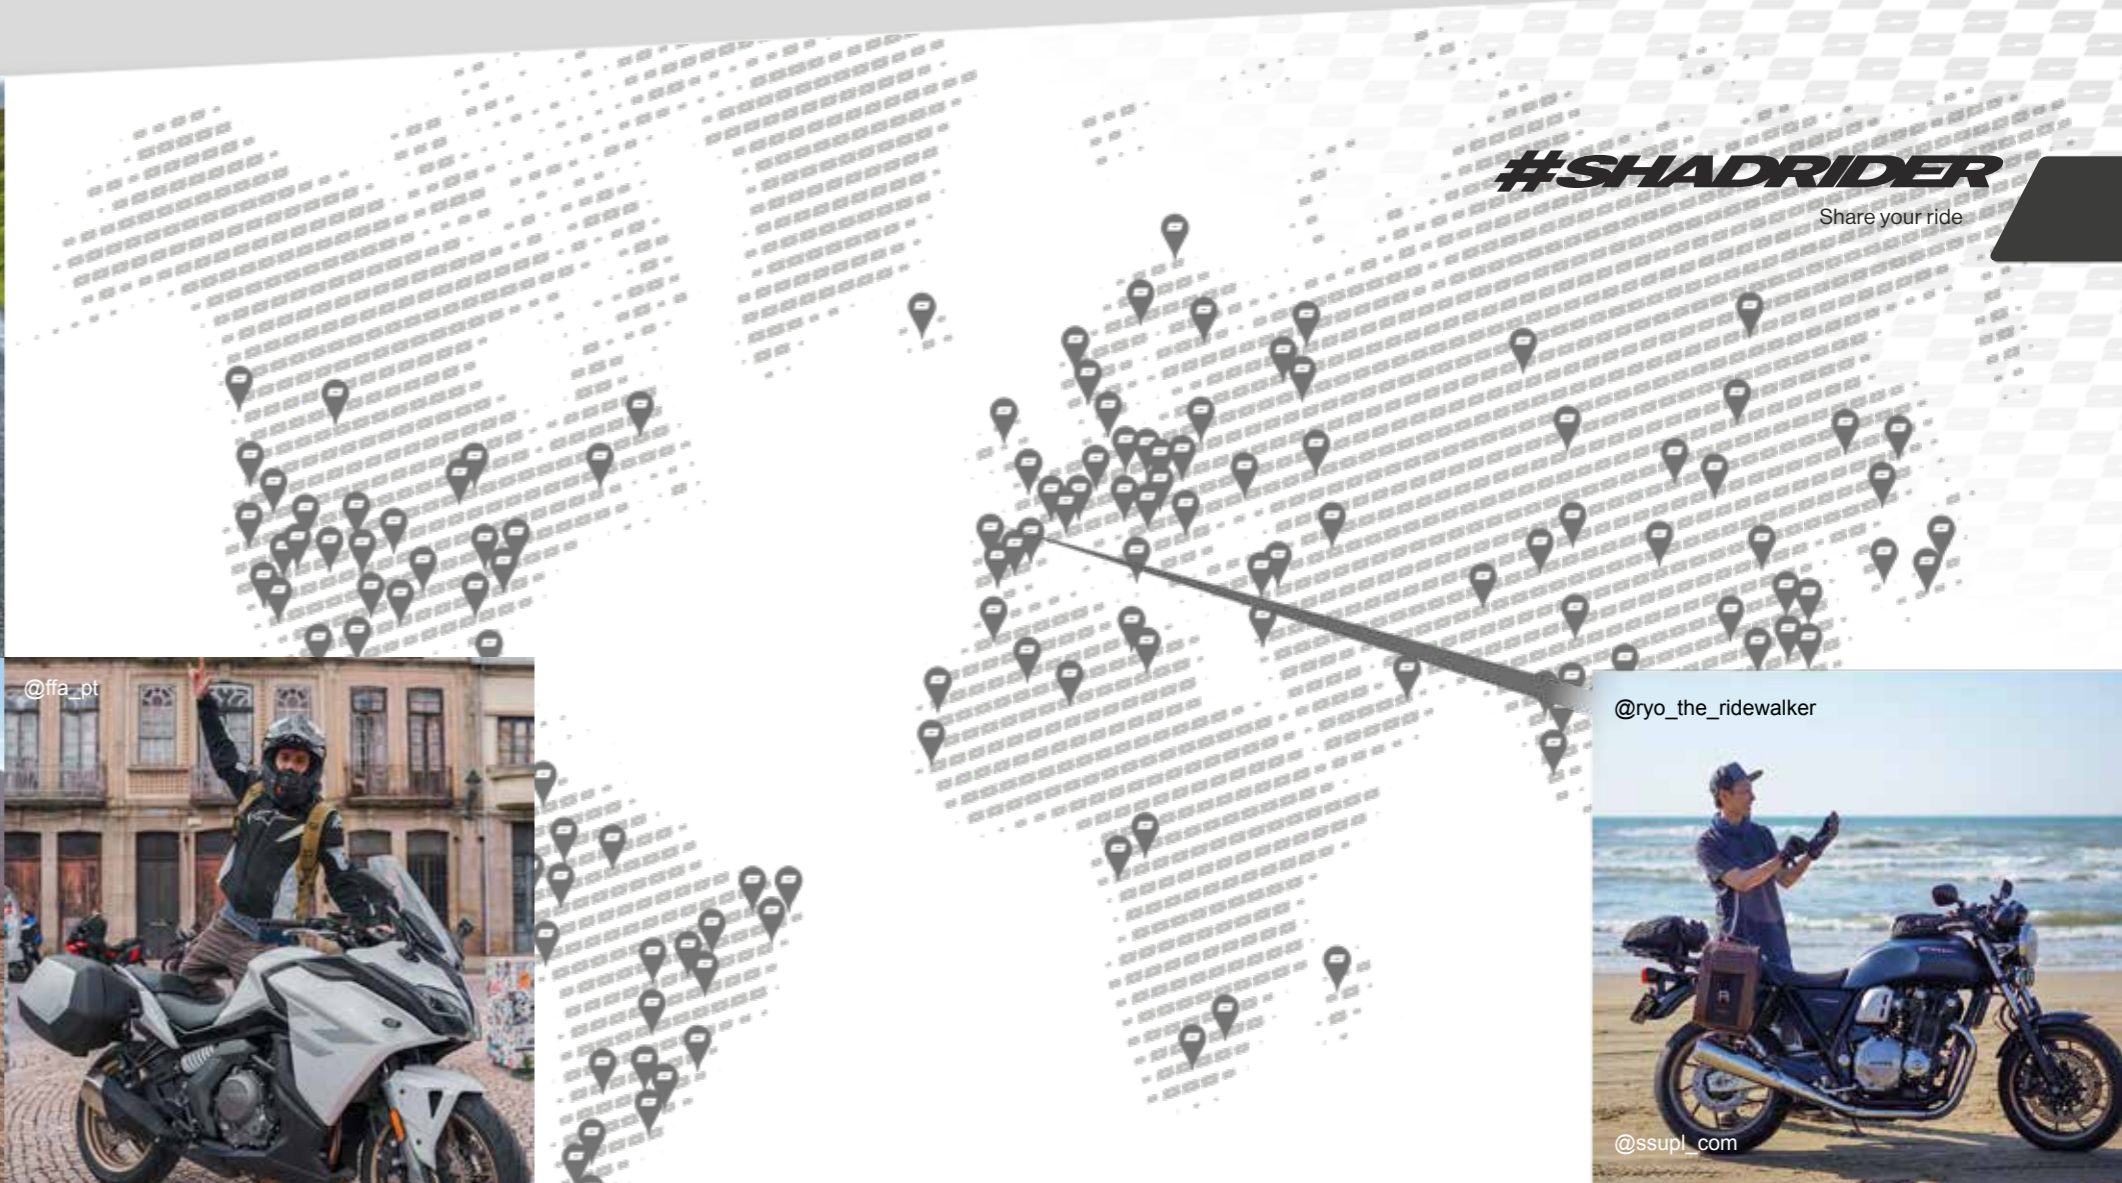 #SHADRIDER
Share your ride
@ffa_pt
@ryo_the_ridewalker
@ssupl_com